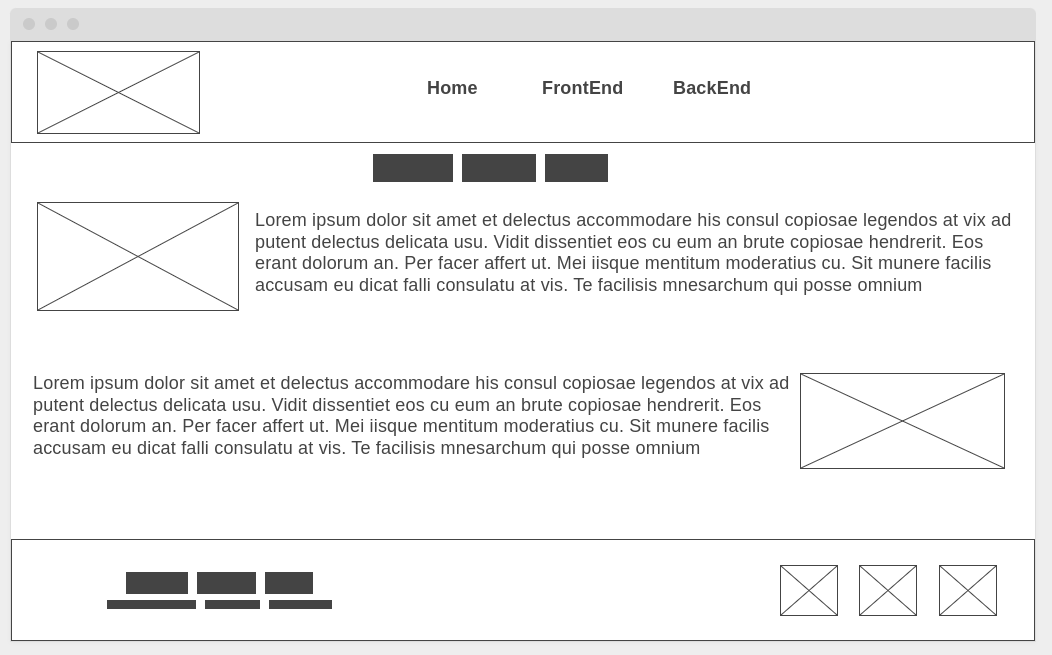 Home FrontEnd BackEnd
Lorem ipsum dolor sit amet et delectus accommodare his consul copiosae legendos at vix ad
putent delectus delicata usu. Vidit dissentiet eos cu eum an brute copiosae hendrerit. Eos
erant dolorum an. Per facer affert ut. Mei iisque mentitum moderatius cu. Sit munere facilis
accusam eu dicat falli consulatu at vis. Te facilisis mnesarchum qui posse omnium
Lorem ipsum dolor sit amet et delectus accommodare his consul copiosae legendos at vix ad
putent delectus delicata usu. Vidit dissentiet eos cu eum an brute copiosae hendrerit. Eos
erant dolorum an. Per facer affert ut. Mei iisque mentitum moderatius cu. Sit munere facilis
accusam eu dicat falli consulatu at vis. Te facilisis mnesarchum qui posse omnium